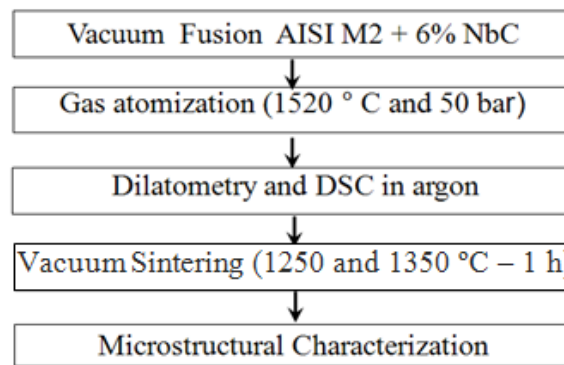 Vacuum Fusion AISI M2 + 6% NbC
Gas atomization (1520 ° C and 50 bar)
Dilatometry and DSC in argon
Vacuum Sintering (1250 and 1350 °C – 1 h)
Microstructural Characterization